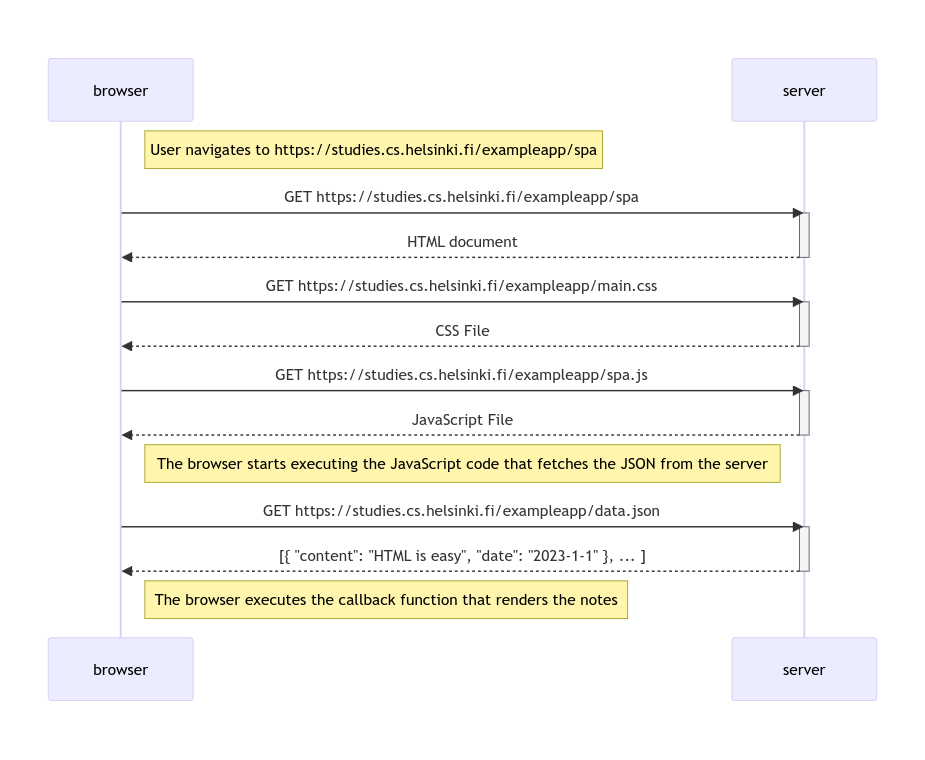 browser
server
User navigates to https://studies.cs.helsinki.fi/exampleapp/spa
GET https://studies.cs.helsinki.fi/exampleapp/spa
HTML document
GET https://studies.cs.helsinki.fi/exampleapp/main.css
CSS File
GET https://studies.cs.helsinki.fi/exampleapp/spa.js
JavaScript File
The browser starts executing the JavaScript code that fetches the JSON from the server
GET https://studies.cs.helsinki.fi/exampleapp/data.json
[{ "content": "HTML is easy", "date": "2023-1-1" }, ... ]
The browser executes the callback function that renders the notes
browser
server